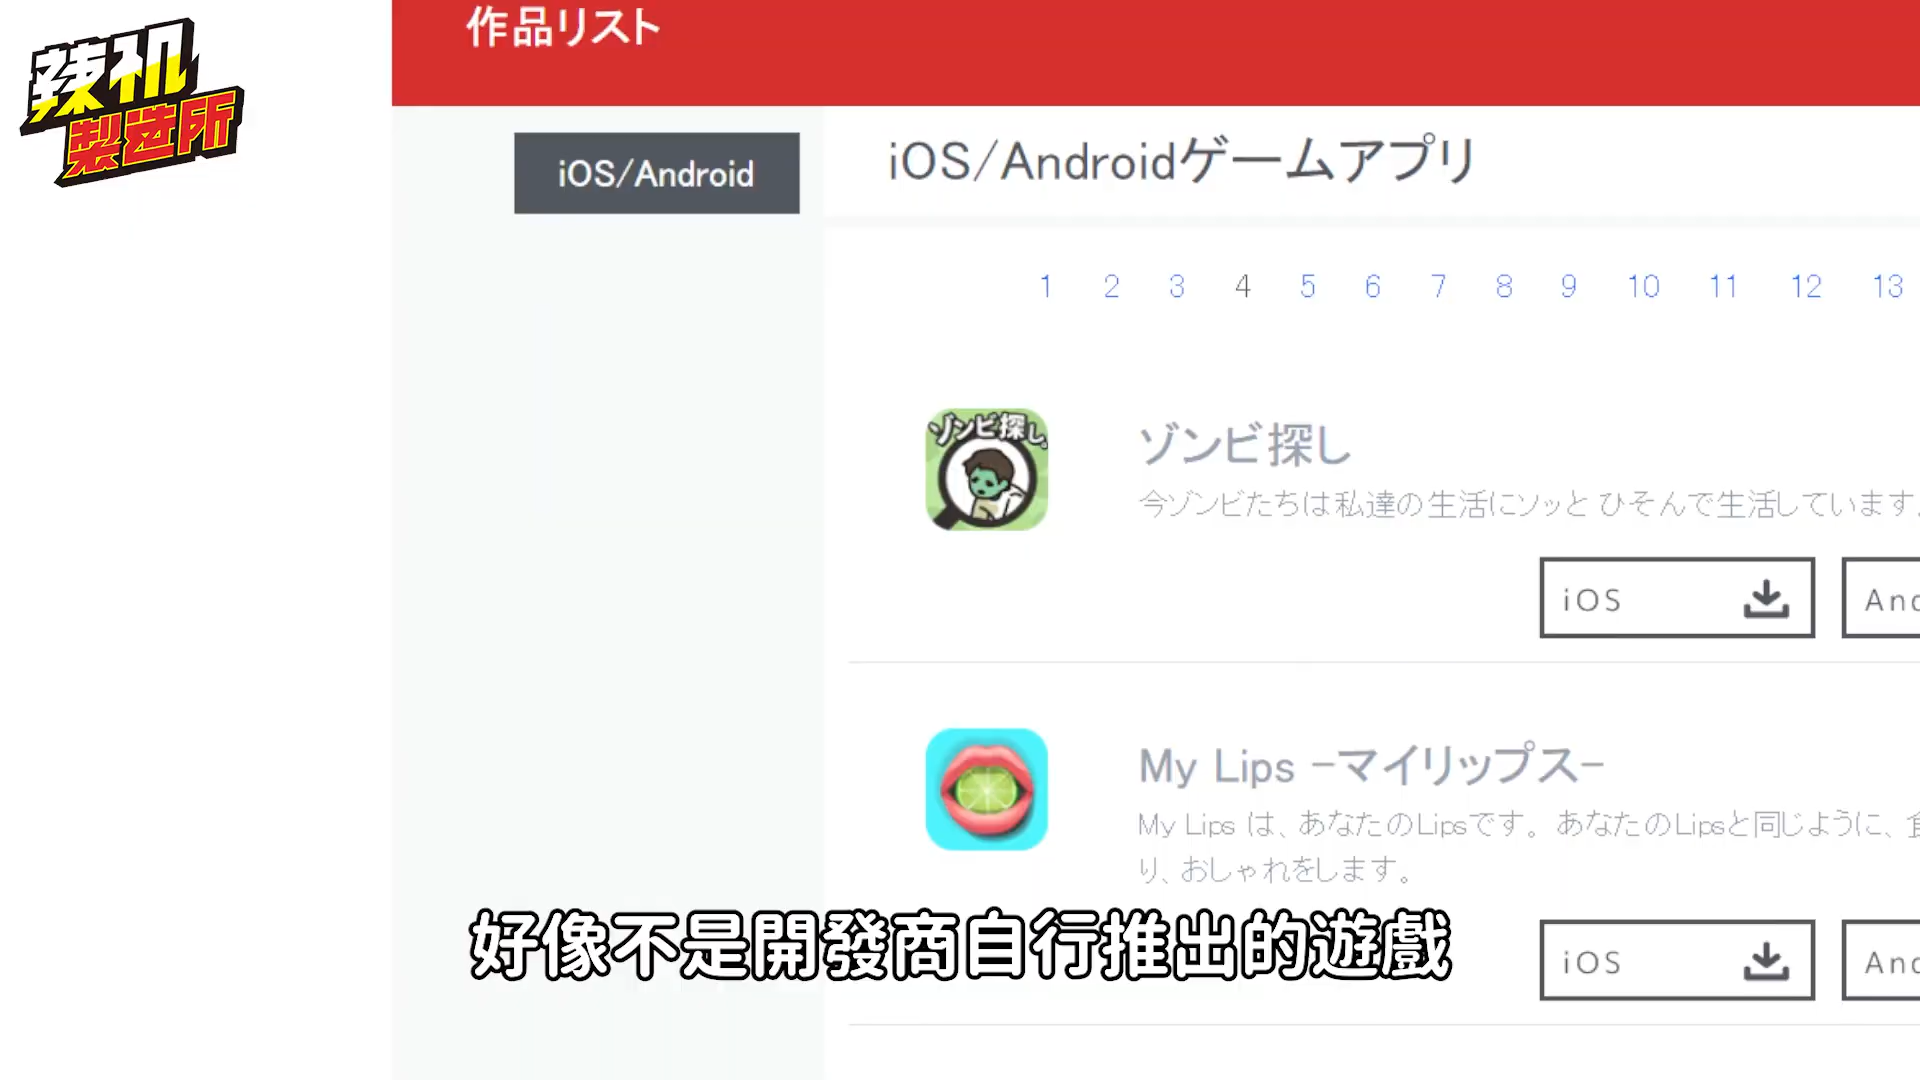 辣机
製造所
作品リスト
iOS/Android
iOS/Androidゲームアプリ
1 2 3 4 5 6 7 8 9 10 11 12 13
ゾンビ探し。
ゾンビ探し
今ゾンビたちは私達の生活にソッと ひそんで生活しています。
iOS
And
My Lips -マイリップス-
My Lips は、あなたのLipsです。 あなたのLipsと同じように、食
り、おしゃれをします。
好像不是開發商自行推出的遊戲
iOS
And